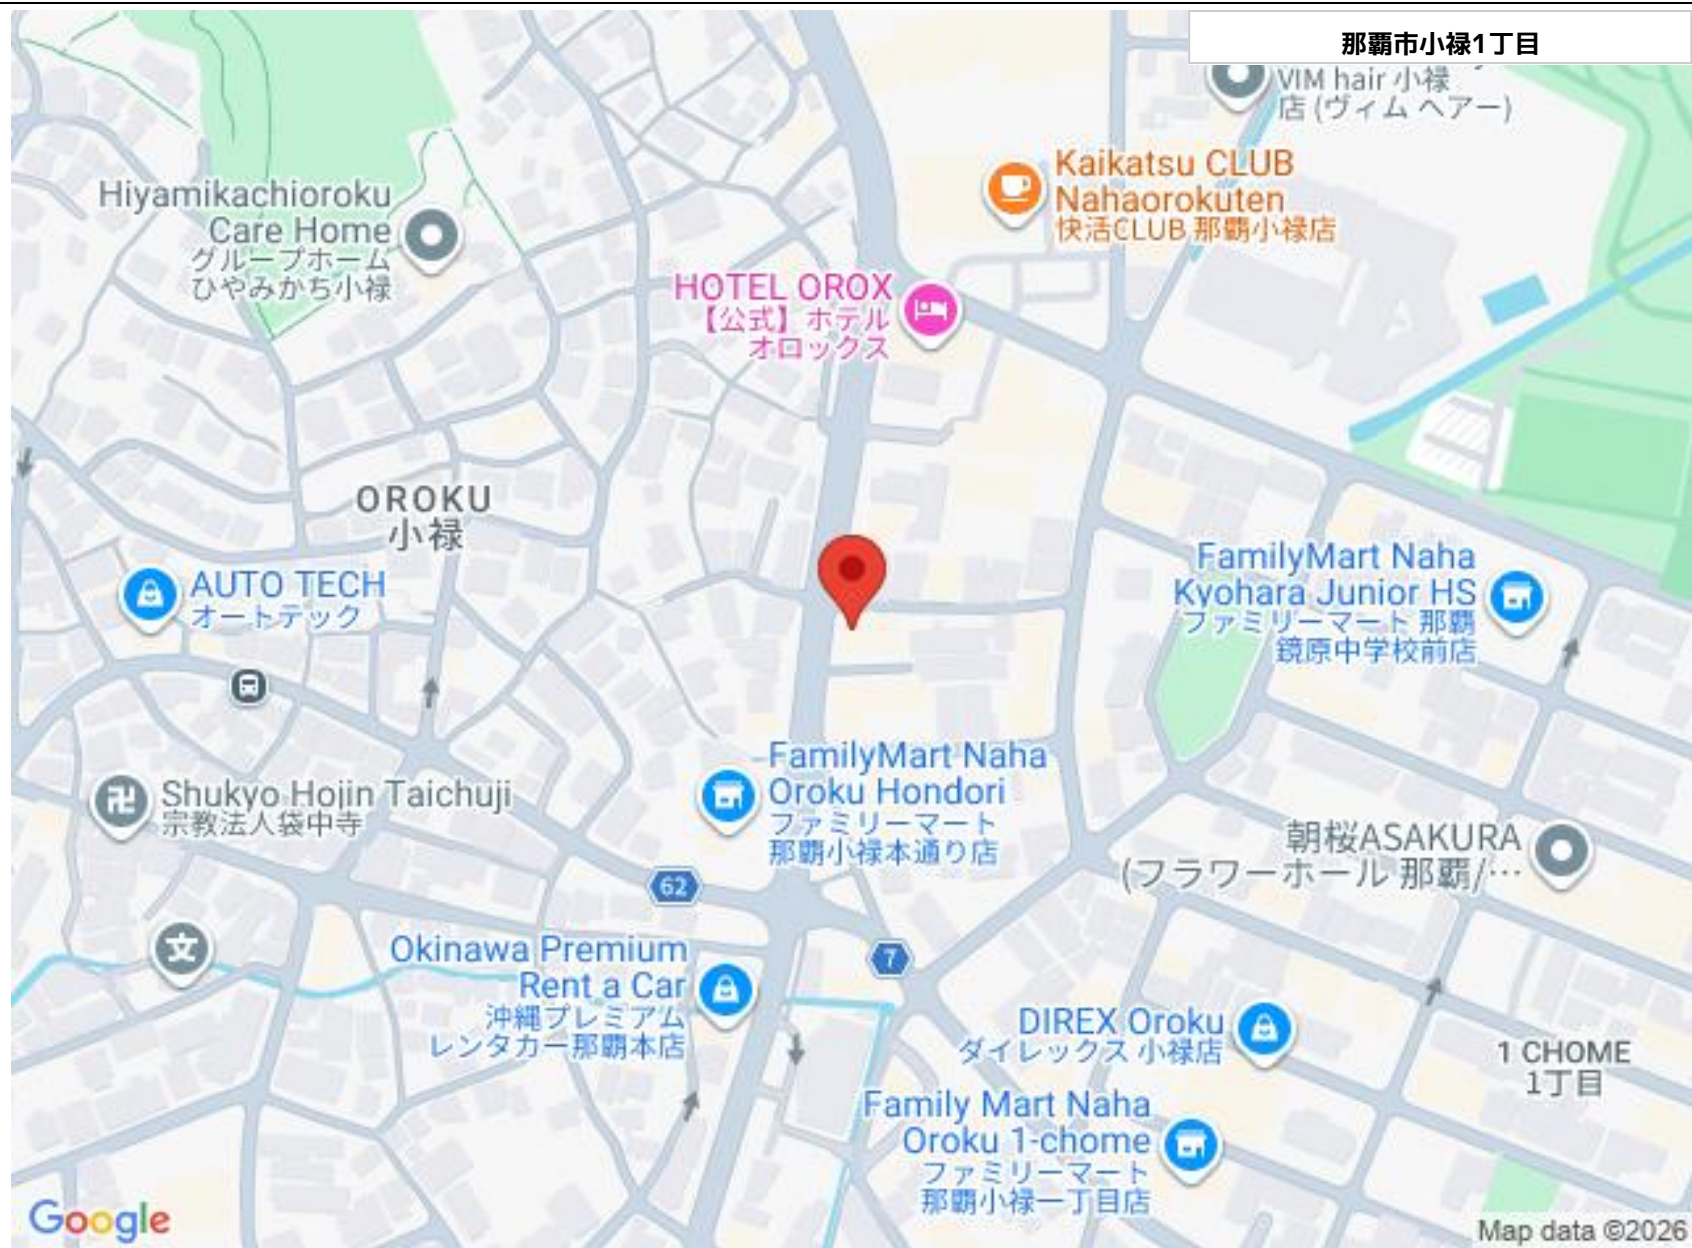 那覇市小禄1丁目
VIM hair 小禄
店 (ヴィム ヘアー)
Kaikatsu CLUB
Nahaorokuten
快活CLUB 那覇小禄店
Hiyamikachioroku
Care Home
グループホーム
ひやみかち小禄
HOTEL OROX
【公式】ホテル
オロックス
OROKU
小禄
AUTO TECH
オートテック
FamilyMart Naha
Kyohara Junior HS
ファミリーマート 那覇
鏡原中学校前店
FamilyMart Naha
Oroku Hondori
ファミリーマート
那覇小禄本通り店
Shukyo Hojin Taichuji
宗教法人袋中寺
朝桜ASAKURA
(フラワーホール 那覇/…
62
文
7
Okinawa Premium
Rent a Car
沖縄プレミアム
レンタカー那覇本店
DIREX Oroku
ダイレックス 小禄店
1 CHOME
1丁目
Family Mart Naha
Oroku 1-chome
ファミリーマート
那覇小禄一丁目店
Google
Map data ©2026